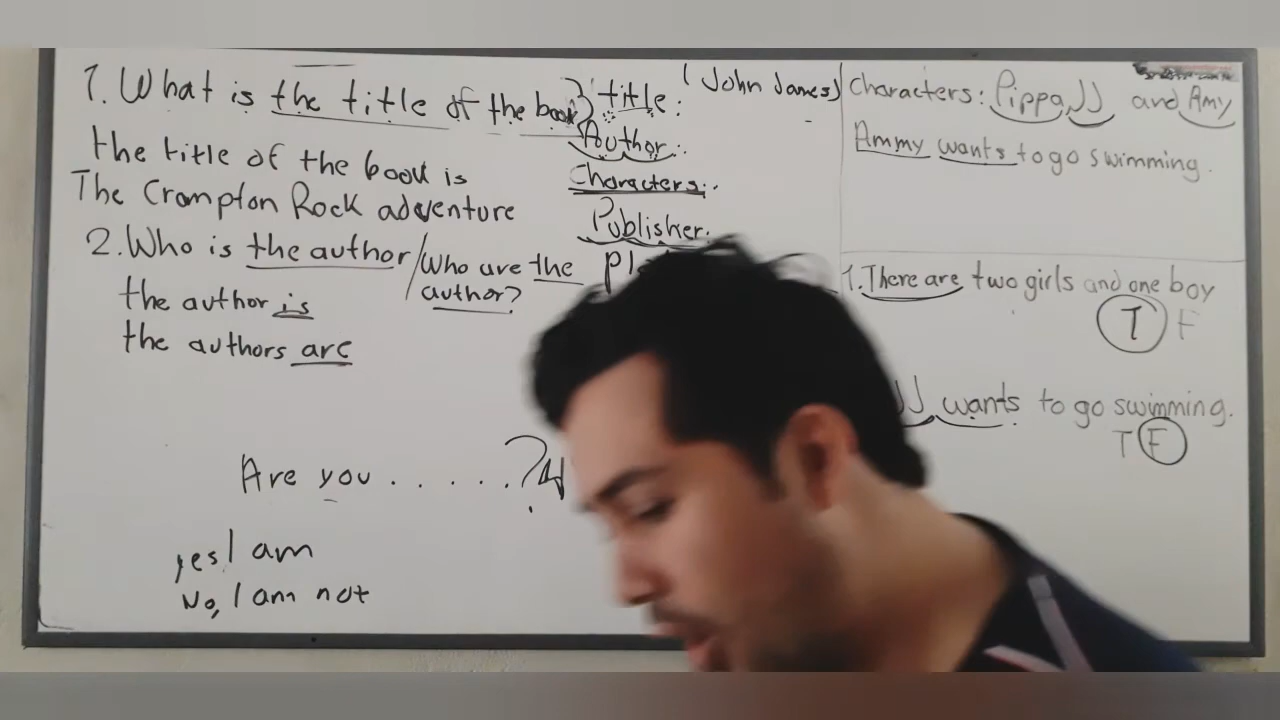 1. What is the title of the book?
the title of the book is
The Crampton Rock adventure
2. Who is the author/Who are the
author?
the author is
the authors are
Are you ......?
yes I am
No, I am not
title:
(John James)
Author:
Characters:
Publisher:
Characters: Pippa, JJ and Amy
Ammy wants to go swimming.
1. There are two girls and one boy
T F
JJ wants to go swimming.
T F